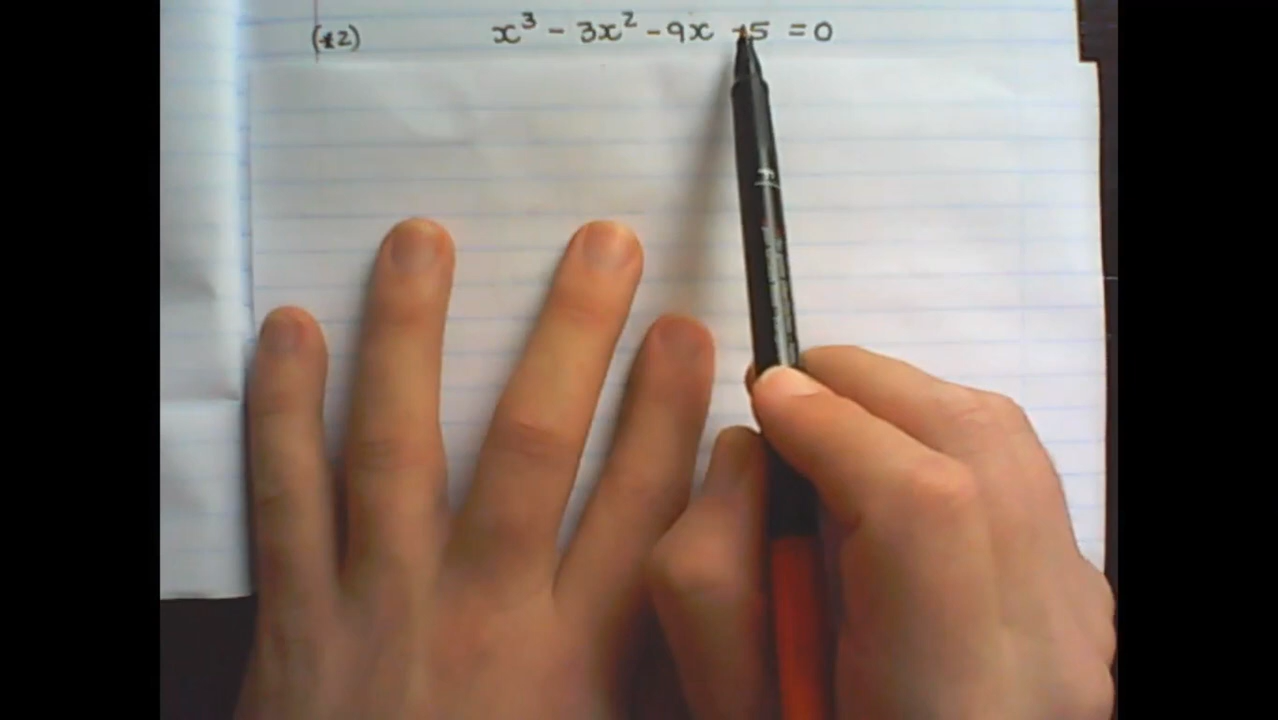 (12) x³ - 3x² - 9x - 5 = 0